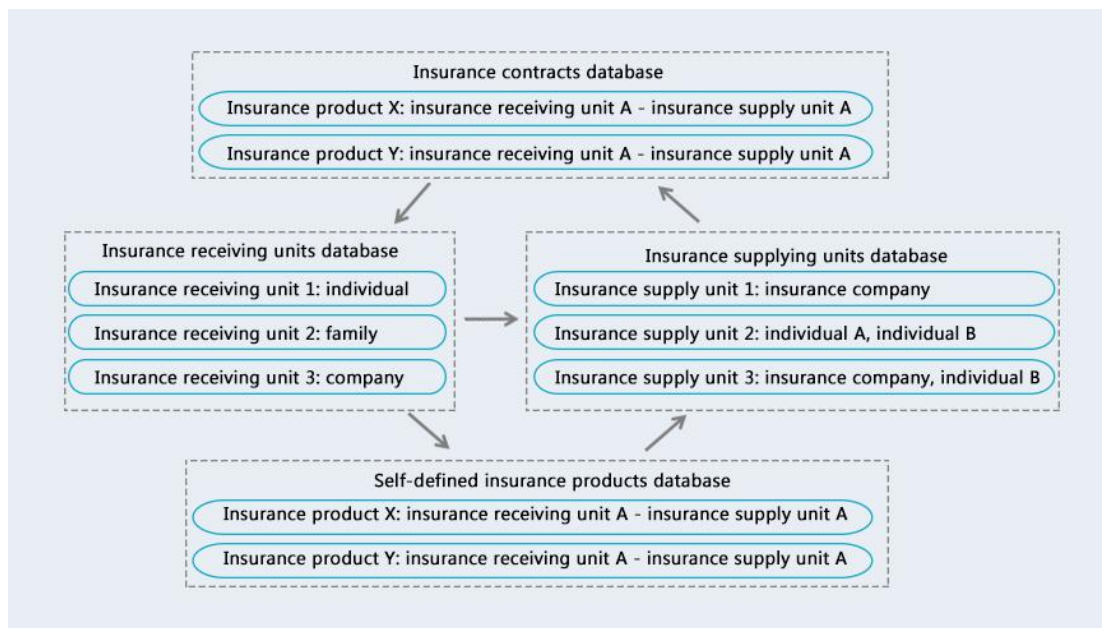 Insurance contracts database
Insurance product X: insurance receiving unit A - insurance supply unit A
Insurance product Y: insurance receiving unit A - insurance supply unit A
Insurance receiving units database
Insurance receiving unit 1: individual
Insurance receiving unit 2: family
Insurance receiving unit 3: company
Insurance supplying units database
Insurance supply unit 1: insurance company
Insurance supply unit 2: individual A, individual B
Insurance supply unit 3: insurance company, individual B
Self-defined insurance products database
Insurance product X: insurance receiving unit A - insurance supply unit A
Insurance product Y: insurance receiving unit A - insurance supply unit A